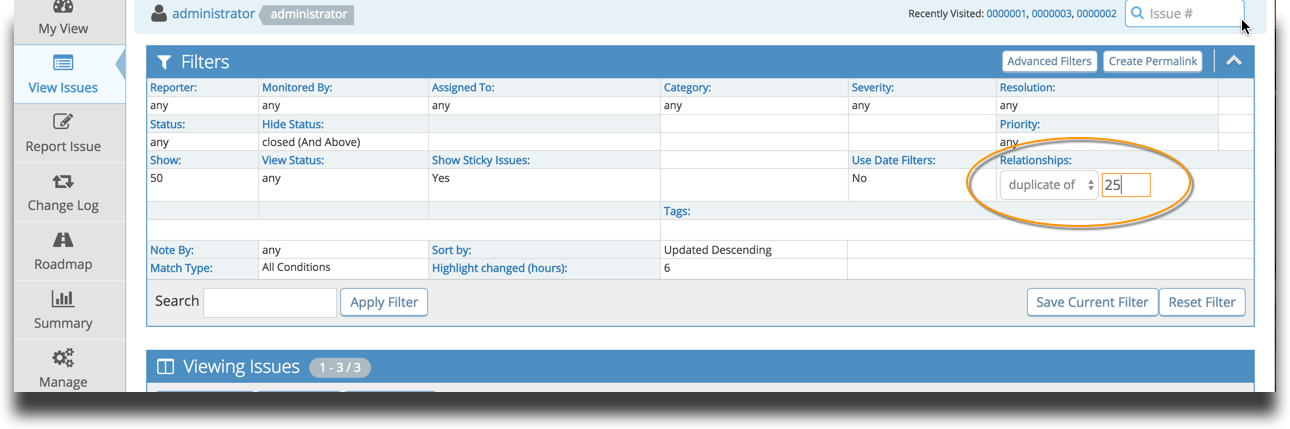 My View
View Issues
Report Issue
Change Log
Roadmap
Summary
Manage
administrator administrator
Recently Visited: 0000001, 0000003, 0000002 Issue #
Filters Advanced Filters Create Permalink
Reporter: Monitored By: Assigned To: Category: Severity: Resolution:
any any any any any any
Status: Hide Status: Priority:
any closed (And Above) any
Show: View Status: Show Sticky Issues: Use Date Filters: Relationships:
50 any Yes No duplicate of 25
Tags:
Note By: any Sort by: Updated Descending
Match Type: All Conditions Highlight changed (hours): 6
Search Apply Filter Save Current Filter Reset Filter
Viewing Issues 1 - 3 / 3